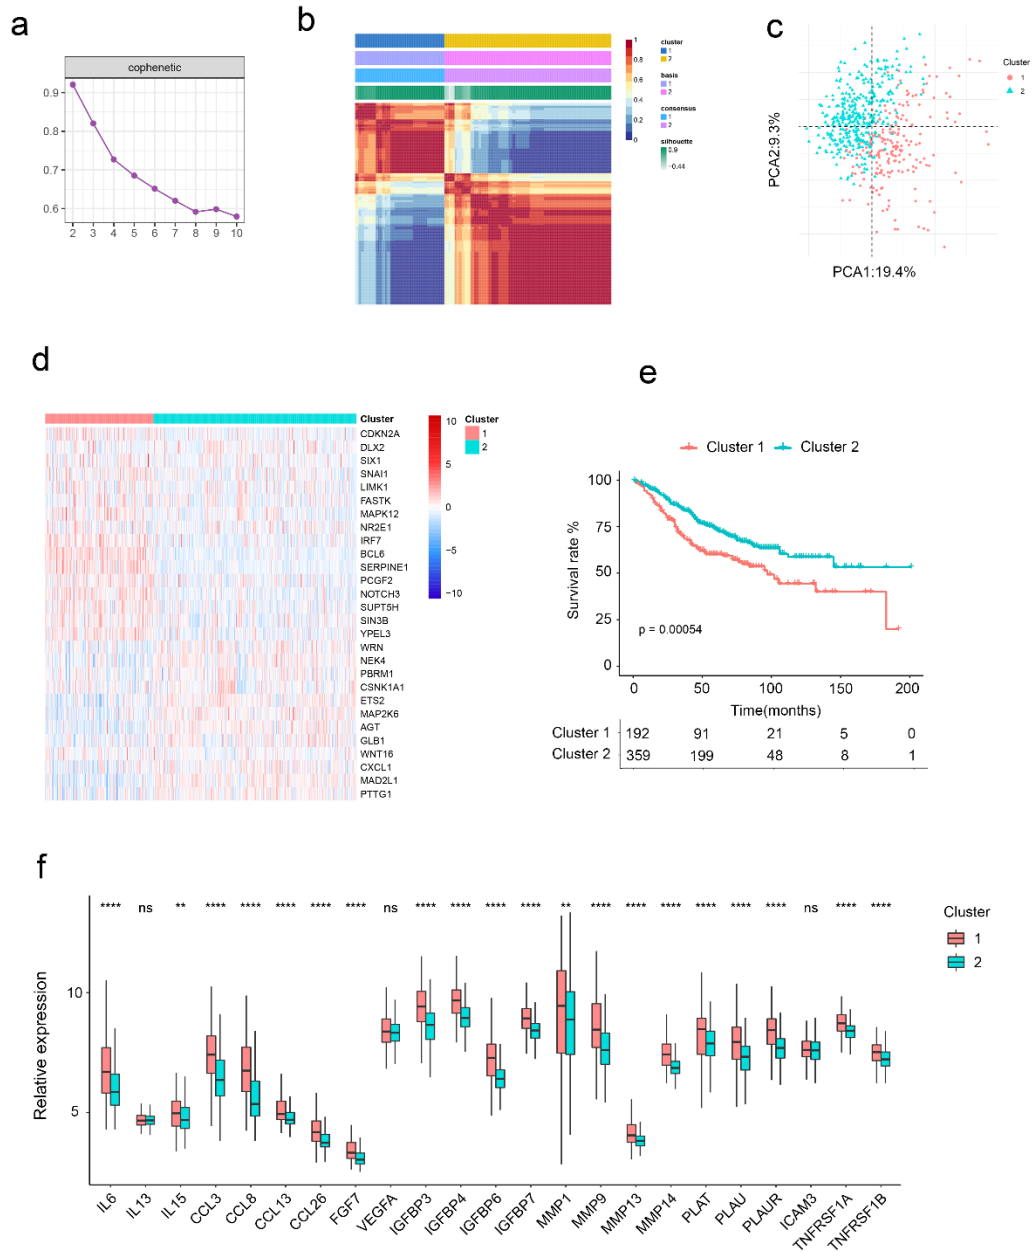 a
cophenetic
0.9
0.8
0.7
0.6
2 3 4 5 6 7 8 9 10
b
1
0.8
0.6
0.4
0.2
0
cluster
1
2
basis
1
2
consensus
1
2
silhouette
0.9
−0.44
c
PCA2:9.3%
PCA1:19.4%
Cluster
1
2
d
Cluster
CDKN2A
DLX2
SIX1
SNAI1
LIMK1
FASTK
MAPK12
NR2E1
IRF7
BCL6
SERPINE1
PCGF2
NOTCH3
SUPT5H
SIN3B
YPEL3
WRN
NEK4
PBRM1
CSNK1A1
ETS2
MAP2K6
AGT
GLB1
WNT16
CXCL1
MAD2L1
PTTG1
10
5
0
−5
−10
Cluster
1
2
e
Cluster 1 Cluster 2
Survival rate %
100
75
50
25
0
p = 0.00054
0 50 100 150 200
Time(months)
Cluster 1 192 91 21 5 0
Cluster 2 359 199 48 8 1
f
**** ns ** **** **** **** **** **** ns **** **** **** **** ** **** **** **** **** **** **** ns **** ****
Relative expression
10
5
Cluster
1
2
IL6 IL13 IL15 CCL3 CCL8 CCL13 CCL26 FGF7 VEGFA IGFBP3 IGFBP4 IGFBP6 IGFBP7 MMP1 MMP9 MMP13 MMP14 PLAT PLAU PLAUR ICAM3 TNFRSF1A TNFRSF1B